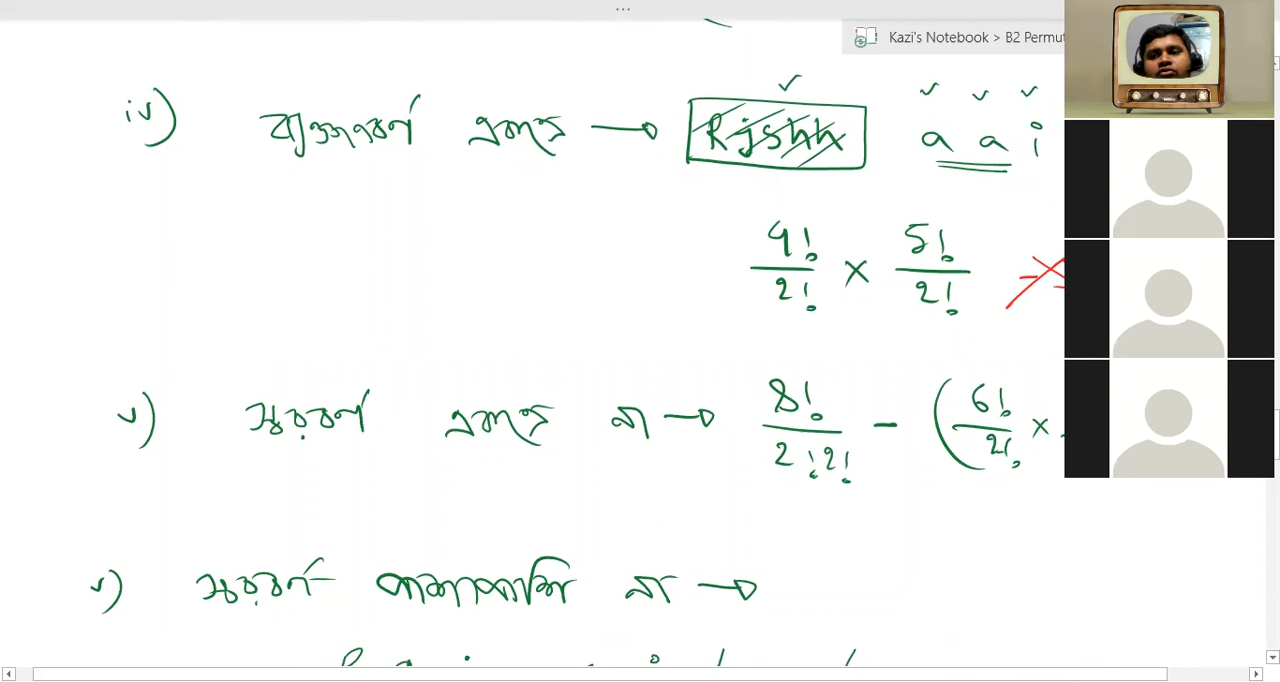 Kazi's Notebook > B2 Permut
iv) ব্যঞ্জনবর্ণ একত্রে → Rjshh a a i
4!/2! × 5!/2!
v) স্বরবর্ণ একত্রে না → 8!/2!2! - (6!/2! ×
v) স্বরবর্ণ পাশাপাশি না →